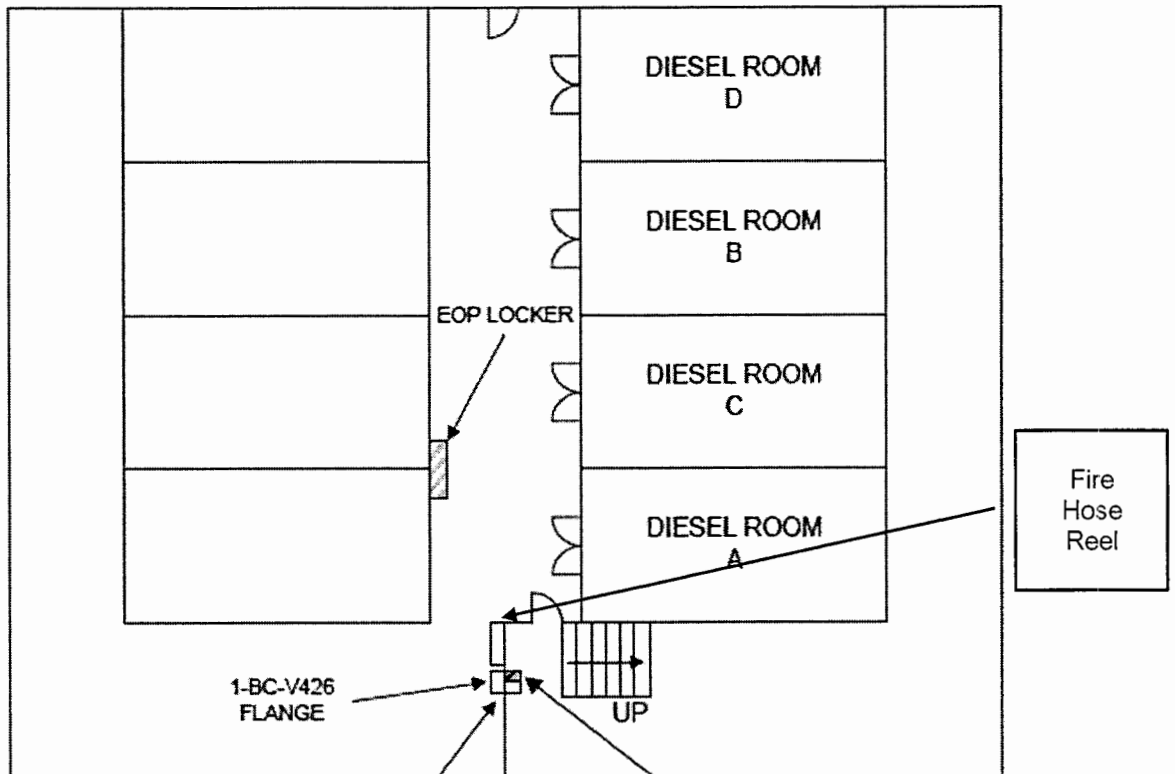 DIESEL ROOM
D
DIESEL ROOM
B
EOP LOCKER
DIESEL ROOM
C
Fire
Hose
Reel
DIESEL ROOM
A
1-BC-V426
FLANGE
UP